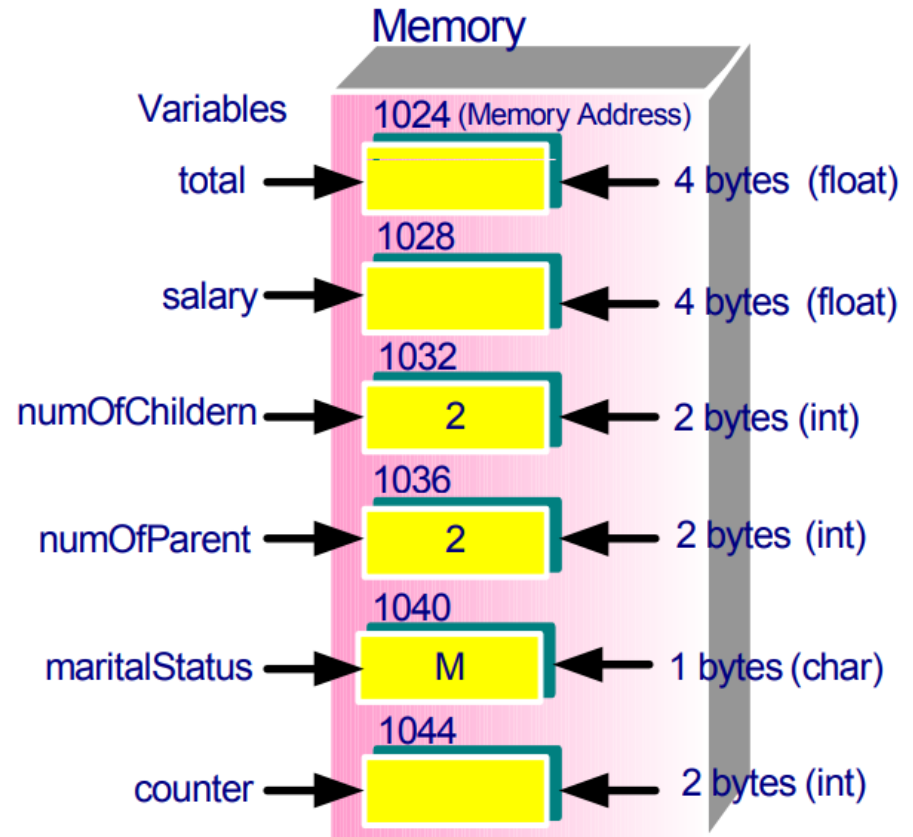 Memory
Variables
1024 (Memory Address)
total
4 bytes (float)
1028
salary
4 bytes (float)
1032
numOfChildern
2
2 bytes (int)
1036
numOfParent
2
2 bytes (int)
1040
maritalStatus
M
1 bytes (char)
1044
counter
2 bytes (int)